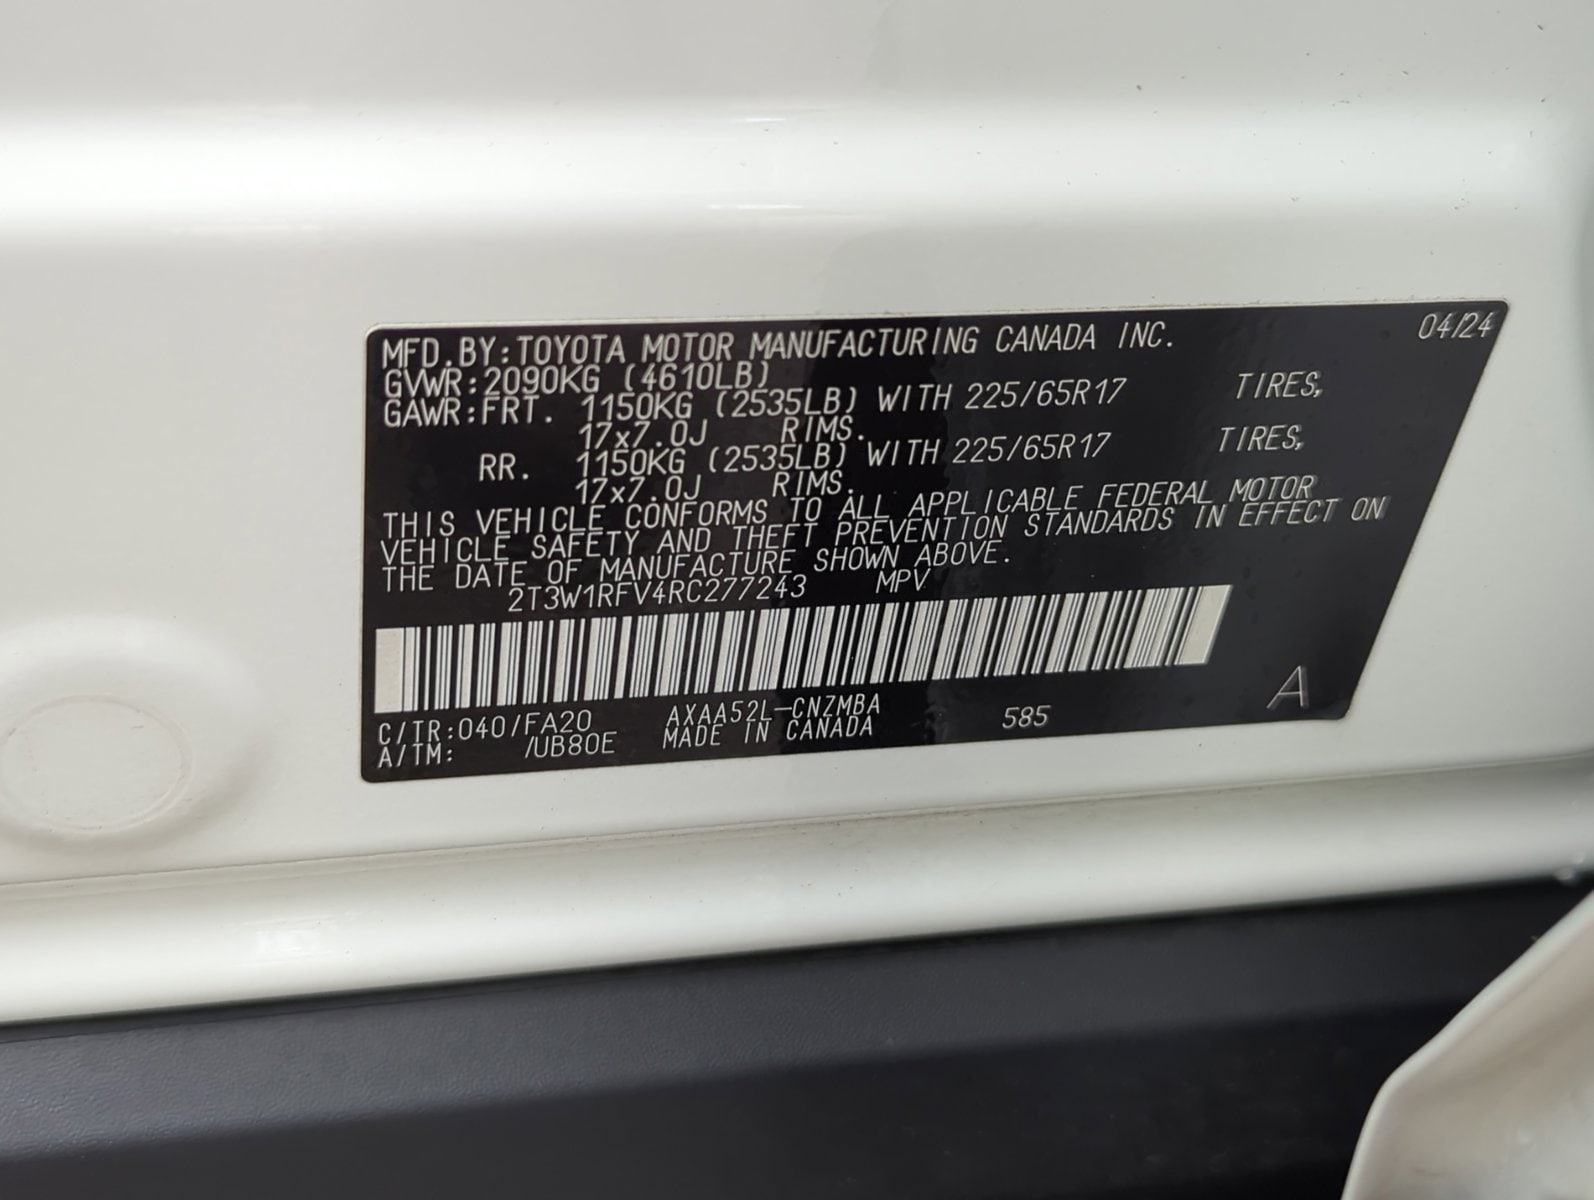 MFD.BY:TOYOTA MOTOR MANUFACTURING CANADA INC. 04/24
GVWR:2090KG (4610LB)
GAWR:FRT. 1150KG (2535LB) WITH 225/65R17 TIRES,
17x7.0J RIMS.
RR. 1150KG (2535LB) WITH 225/65R17 TIRES,
17x7.0J RIMS.
THIS VEHICLE CONFORMS TO ALL APPLICABLE FEDERAL MOTOR
VEHICLE SAFETY AND THEFT PREVENTION STANDARDS IN EFFECT ON
THE DATE OF MANUFACTURE SHOWN ABOVE.
2T3W1RFV4RC277243 MPV
C/TR:040/FA20 AXAA52L-CNZMBA 585 A
A/TM: /UB80E MADE IN CANADA